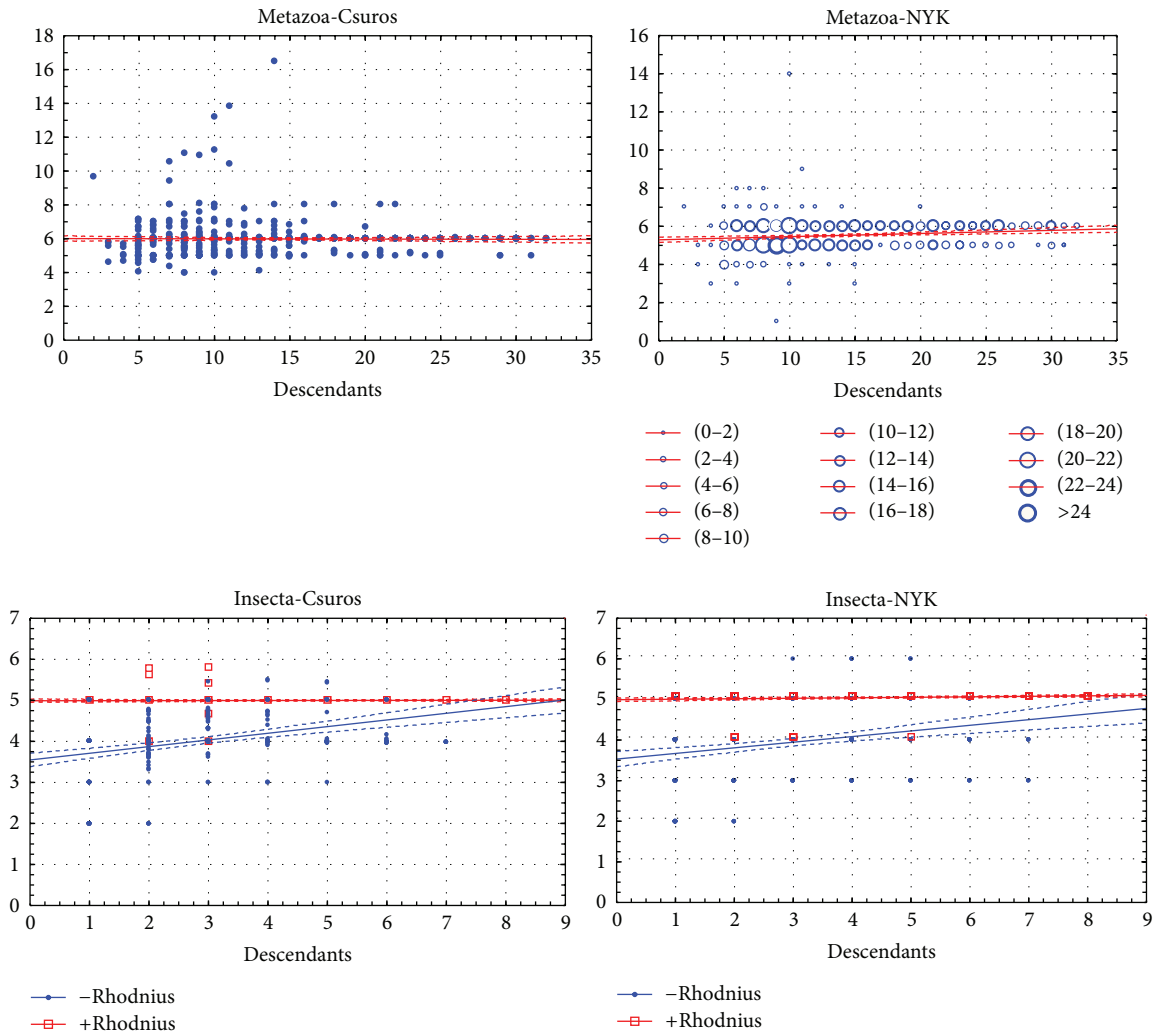 Metazoa-Csuros
18
16
14
12
10
8
6
4
2
0
0 5 10 15 20 25 30 35
Descendants
Metazoa-NYK
16
14
12
10
8
6
4
2
0
0 5 10 15 20 25 30 35
Descendants
(0–2) (10–12) (18–20)
(2–4) (12–14) (20–22)
(4–6) (14–16) (22–24)
(6–8) (16–18) >24
(8–10)
Insecta-Csuros
7
6
5
4
3
2
1
0
0 1 2 3 4 5 6 7 8 9
Descendants
−Rhodnius
+Rhodnius
Insecta-NYK
7
6
5
4
3
2
1
0
0 1 2 3 4 5 6 7 8 9
Descendants
−Rhodnius
+Rhodnius